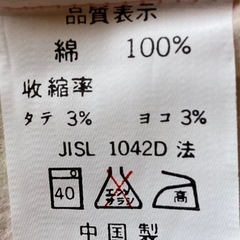 品質表示
綿 100%
収縮率
タテ 3% ヨコ 3%
JISL 1042D 法
40 エンソサラシ 高
中国製